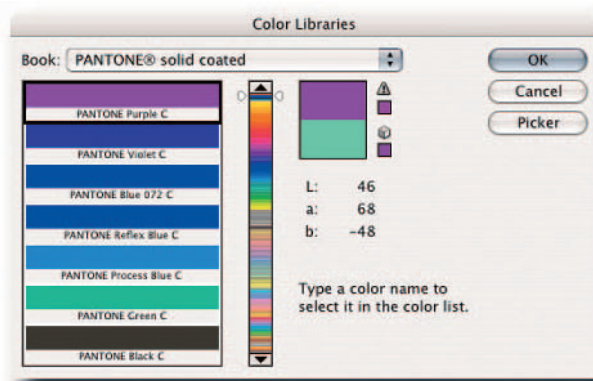 Color Libraries
Book: PANTONE® solid coated
OK
Cancel
Picker
PANTONE Purple C
PANTONE Violet C
PANTONE Blue 072 C
PANTONE Reflex Blue C
PANTONE Process Blue C
PANTONE Green C
PANTONE Black C
L: 46
a: 68
b: -48
Type a color name to
select it in the color list.